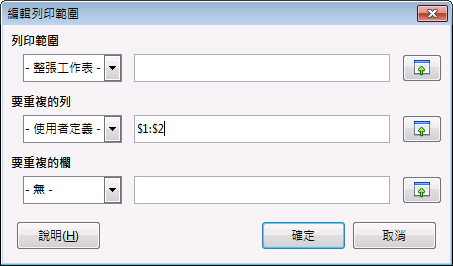 編輯列印範圍
列印範圍
- 整張工作表 -
要重複的列
- 使用者定義 - $1:$2
要重複的欄
- 無 -
說明(H) 確定 取消